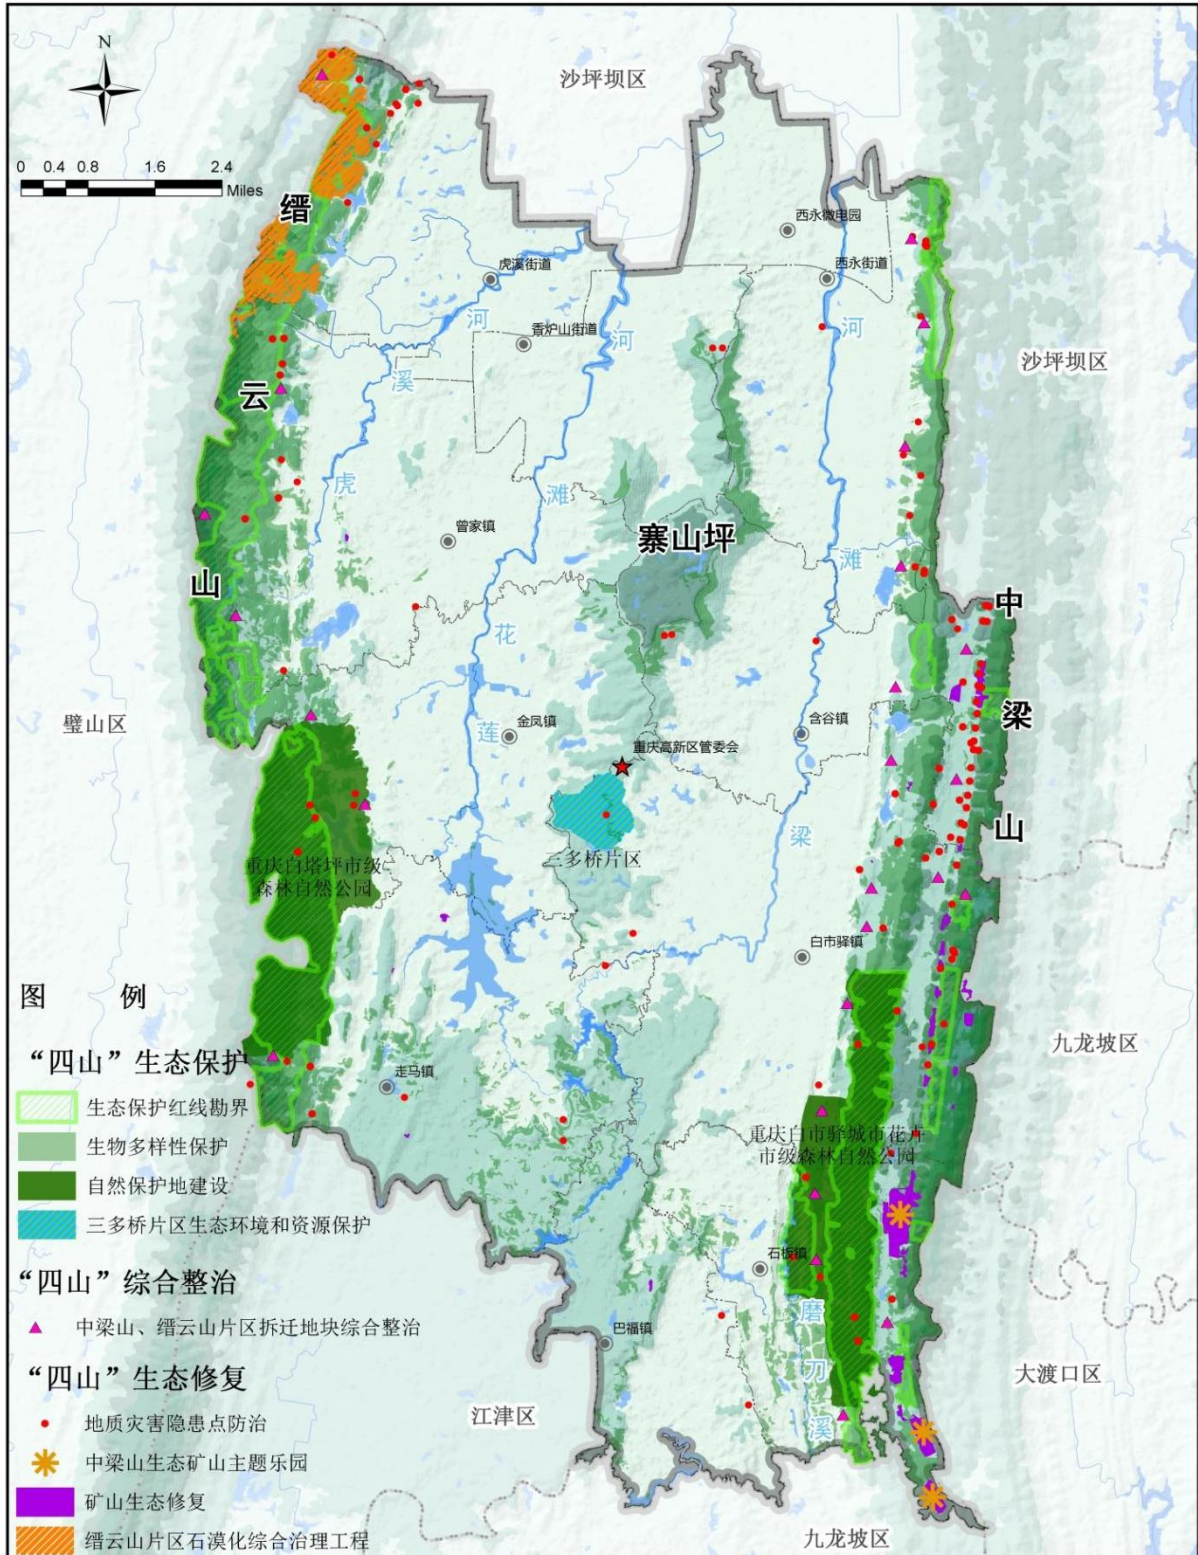 N
0 0.4 0.8 1.6 2.4
Miles
沙坪坝区
缙
云
山
西永微电园
虎溪街道
西永街道
香炉山街道
河
溪
虎
河
滩
花
莲
河
滩
梁
沙坪坝区
曾家镇
寨山坪
中
梁
山
璧山区
金凤镇
含谷镇
重庆高新区管委会
三多桥片区
重庆白塔坪市级
森林自然公园
白市驿镇
九龙坡区
走马镇
重庆白市驿城市花卉
市级森林自然公园
石板镇
磨
刀
溪
巴福镇
大渡口区
江津区
九龙坡区
图 例
“四山”生态保护
生态保护红线勘界
生物多样性保护
自然保护地建设
三多桥片区生态环境和资源保护
“四山”综合整治
中梁山、缙云山片区拆迁地块综合整治
“四山”生态修复
地质灾害隐患点防治
中梁山生态矿山主题乐园
矿山生态修复
缙云山片区石漠化综合治理工程